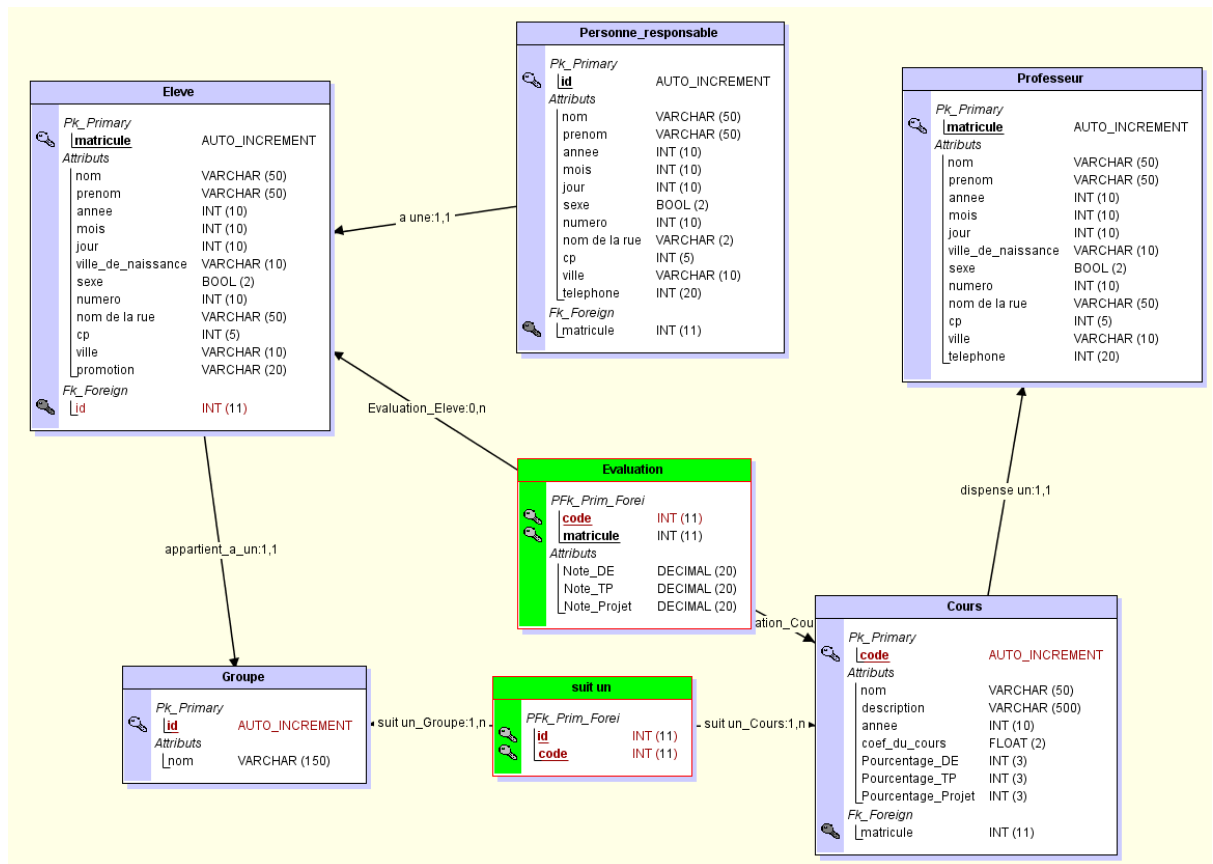 Personne_responsable
Pk_Primary
id AUTO_INCREMENT
Attributs
nom VARCHAR (50)
prenom VARCHAR (50)
annee INT (10)
mois INT (10)
jour INT (10)
sexe BOOL (2)
numero INT (10)
nom de la rue VARCHAR (2)
cp INT (5)
ville VARCHAR (10)
telephone INT (20)
Fk_Foreign
matricule INT (11)
Eleve
Pk_Primary
matricule AUTO_INCREMENT
Attributs
nom VARCHAR (50)
prenom VARCHAR (50)
annee INT (10)
mois INT (10)
jour INT (10)
ville_de_naissance VARCHAR (10)
sexe BOOL (2)
numero INT (10)
nom de la rue VARCHAR (50)
cp INT (5)
ville VARCHAR (10)
promotion VARCHAR (20)
Fk_Foreign
id INT (11)
Professeur
Pk_Primary
matricule AUTO_INCREMENT
Attributs
nom VARCHAR (50)
prenom VARCHAR (50)
annee INT (10)
mois INT (10)
jour INT (10)
ville_de_naissance VARCHAR (10)
sexe BOOL (2)
numero INT (10)
nom de la rue VARCHAR (50)
cp INT (5)
ville VARCHAR (10)
telephone INT (20)
a une:1,1
Evaluation_Eleve:0,n
Evaluation
PFk_Prim_Forei
code INT (11)
matricule INT (11)
Attributs
Note_DE DECIMAL (20)
Note_TP DECIMAL (20)
Note_Projet DECIMAL (20)
dispense un:1,1
appartient_a_un:1,1
ation_Cou
Groupe
Pk_Primary
id AUTO_INCREMENT
Attributs
nom VARCHAR (150)
suit un_Groupe:1,n
suit un
PFk_Prim_Forei
id INT (11)
code INT (11)
suit un_Cours:1,n
Cours
Pk_Primary
code AUTO_INCREMENT
Attributs
nom VARCHAR (50)
description VARCHAR (500)
annee INT (10)
coef_du_cours FLOAT (2)
Pourcentage_DE INT (3)
Pourcentage_TP INT (3)
Pourcentage_Projet INT (3)
Fk_Foreign
matricule INT (11)